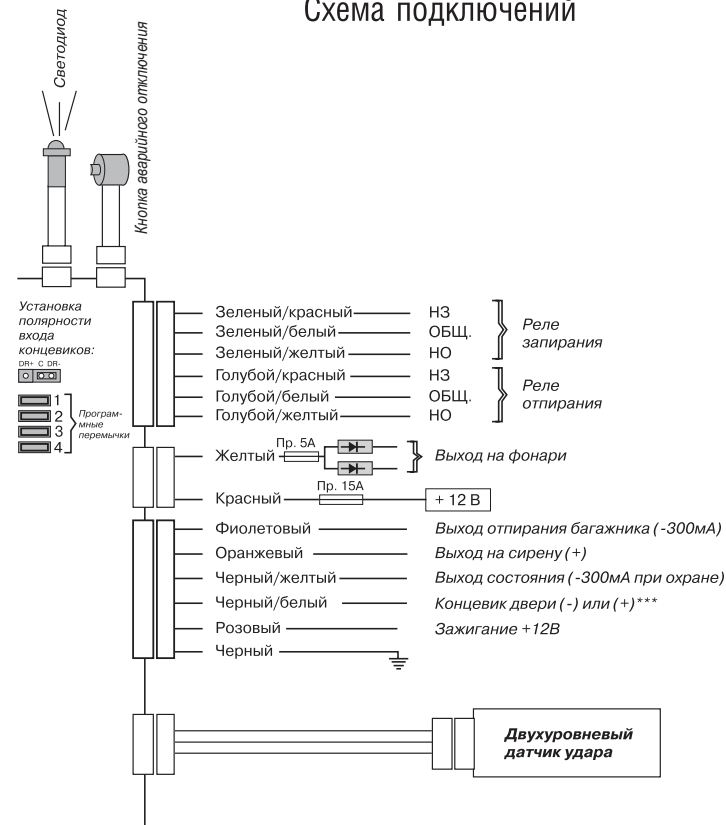 Схема подключений
Светодиод
Кнопка аварийного отключения
Установка
полярности
входа
концевиков:
DR+ C DR-
1
2
3
4
Програм-
мные
перемычки
Зеленый/красный НЗ
Зеленый/белый ОБЩ.
Зеленый/желтый НО
Реле
запирания
Голубой/красный НЗ
Голубой/белый ОБЩ.
Голубой/желтый НО
Реле
отпирания
Желтый Пр. 5А Выход на фонари
Красный Пр. 15А + 12 В
Фиолетовый Выход отпирания багажника (-300мА)
Оранжевый Выход на сирену (+)
Черный/желтый Выход состояния (-300мА при охране)
Черный/белый Концевик двери (-) или (+)***
Розовый Зажигание +12В
Черный
Двухуровневый
датчик удара